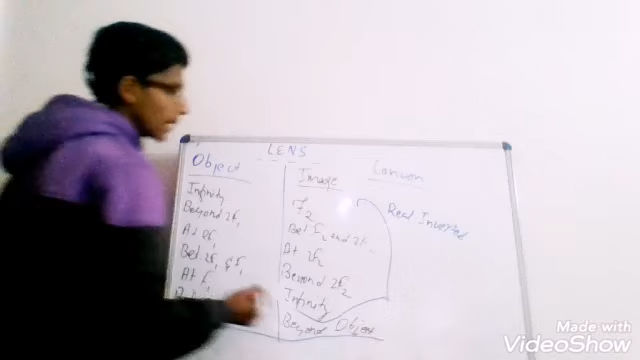 LENS
Object Image Convex
Infinity F₂
Beyond 2F₁ Bet F₂ and 2F₂
At 2F₁ At 2F₂
Bet 2F₁ & F₁ Beyond 2F₂
At F₁ Infinity
Beyond Object
Real Inverted
Made with
VideoShow